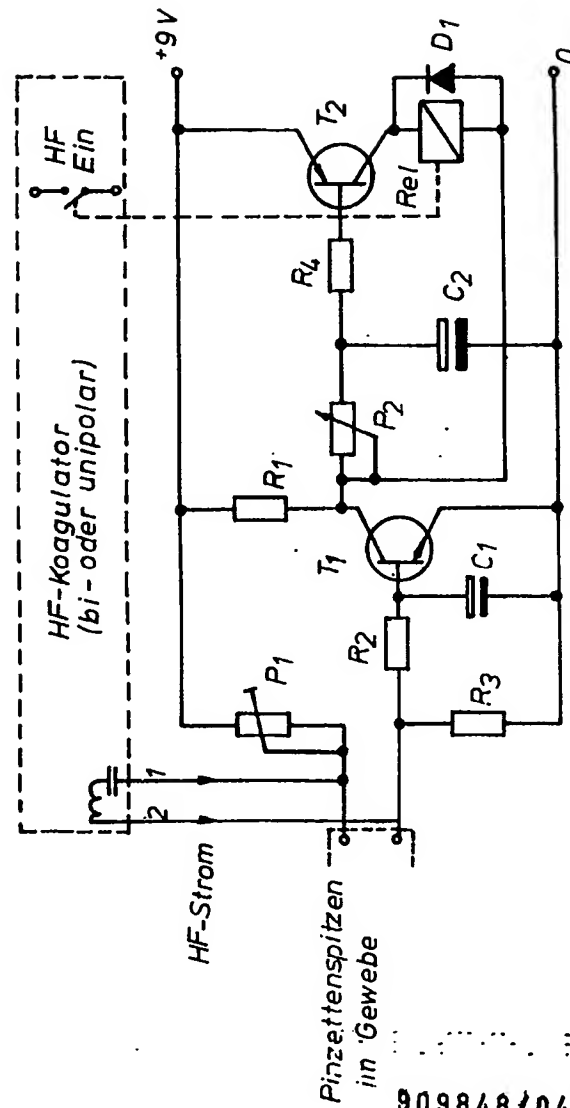 HF-Koagulator
(bi- oder unipolar)
HF
Ein
+9V
1
2
HF-Strom
P1
R1
T2
D1
Rel
R4
P2
C2
T1
R2
C1
R3
0
Pinzettenspitzen
im Gewebe